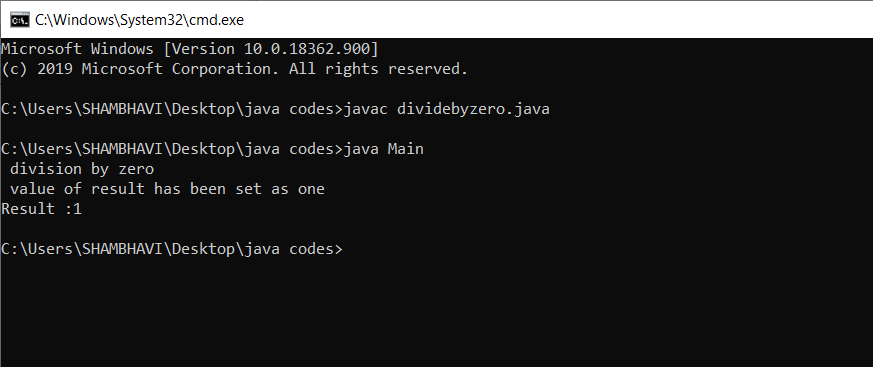 C:\Windows\System32\cmd.exe
Microsoft Windows [Version 10.0.18362.900]
(c) 2019 Microsoft Corporation. All rights reserved.
C:\Users\SHAMBHAVI\Desktop\java codes>javac dividebyzero.java
C:\Users\SHAMBHAVI\Desktop\java codes>java Main
 division by zero
 value of result has been set as one
Result :1
C:\Users\SHAMBHAVI\Desktop\java codes>